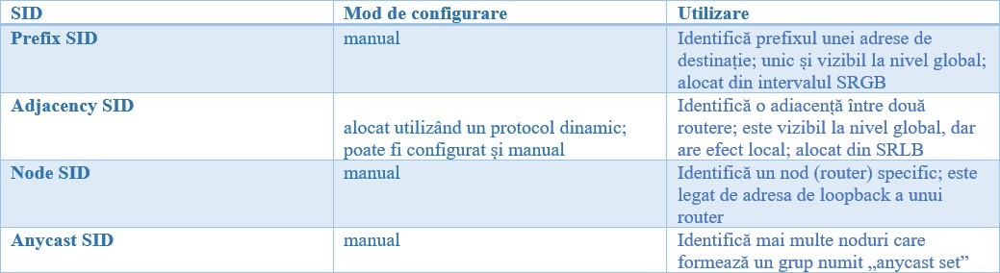 SID Mod de configurare Utilizare
Prefix SID manual Identifică prefixul unei adrese de
destinație; unic și vizibil la nivel global;
alocat din intervalul SRGB
Adjacency SID Identifică o adiacență între două
alocat utilizând un protocol dinamic; routere; este vizibil la nivel global, dar
poate fi configurat și manual are efect local; alocat din SRLB
Node SID manual Identifică un nod (router) specific; este
legat de adresa de loopback a unui
router
Anycast SID manual Identifică mai multe noduri care
formează un grup numit „anycast set”